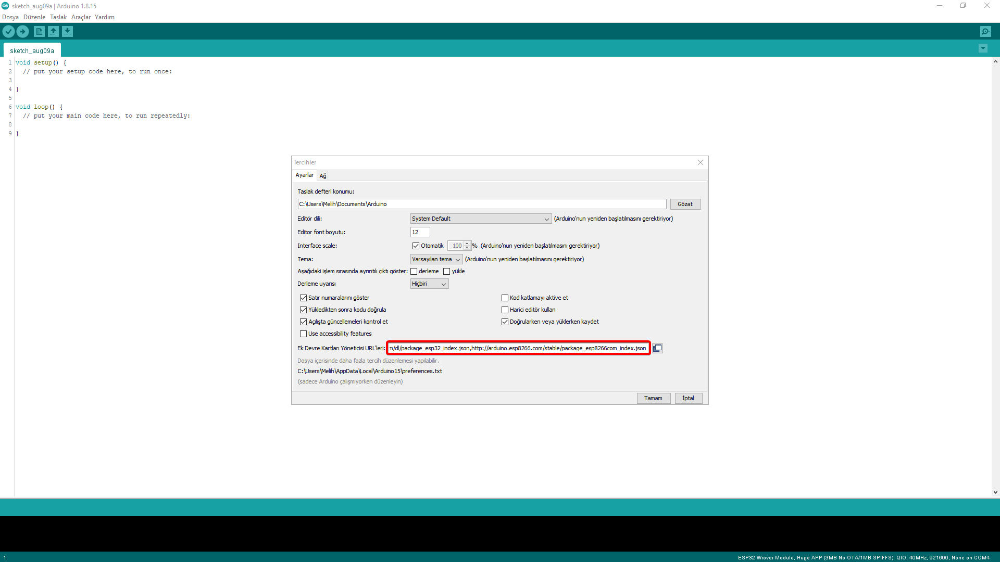 sketch_aug09a | Arduino 1.8.15
Dosya Düzenle Taşlak Araçlar Yardım
sketch_aug09a
1 void setup() {
2 // put your setup code here, to run once:
3
4 }
5
6 void loop() {
7 // put your main code here, to run repeatedly:
8
9 }
Tercihler
Ayarlar Ağ
Taslak defteri konumu:
C:\Users\Melih\Documents\Arduino Gözat
Editör dili: System Default (Arduino'nun yeniden başlatılmasını gerektiriyor)
Editor font boyutu: 12
Interface scale: Otomatik 100 % (Arduino'nun yeniden başlatılmasını gerektiriyor)
Tema: Varsayılan tema (Arduino'nun yeniden başlatılmasını gerektiriyor)
Aşağıdaki işlem sırasında ayrıntılı çıktı göster: derleme yükle
Derleme uyarısı Hiçbiri
Satır numaralarını göster Kod katlamayı aktive et
Yükledikten sonra kodu doğrula Harici editör kullan
Açılışta güncellemeleri kontrol et Doğrularken veya yüklerken kaydet
Use accessibility features
Ek Devre Kartları Yöneticisi URL'leri: m/dl/package_esp32_index.json,http://arduino.esp8266.com/stable/package_esp8266com_index.json
Dosya içerisinde daha fazla tercih düzenlemesi yapılabilir.
C:\Users\Melih\AppData\Local\Arduino15\preferences.txt
(sadece Arduino çalışmıyorken düzenleyin)
Tamam İptal
1 ESP32 Wrover Module, Huge APP (3MB No OTA/1MB SPIFFS), QIO, 40MHz, 921600, None on COM4